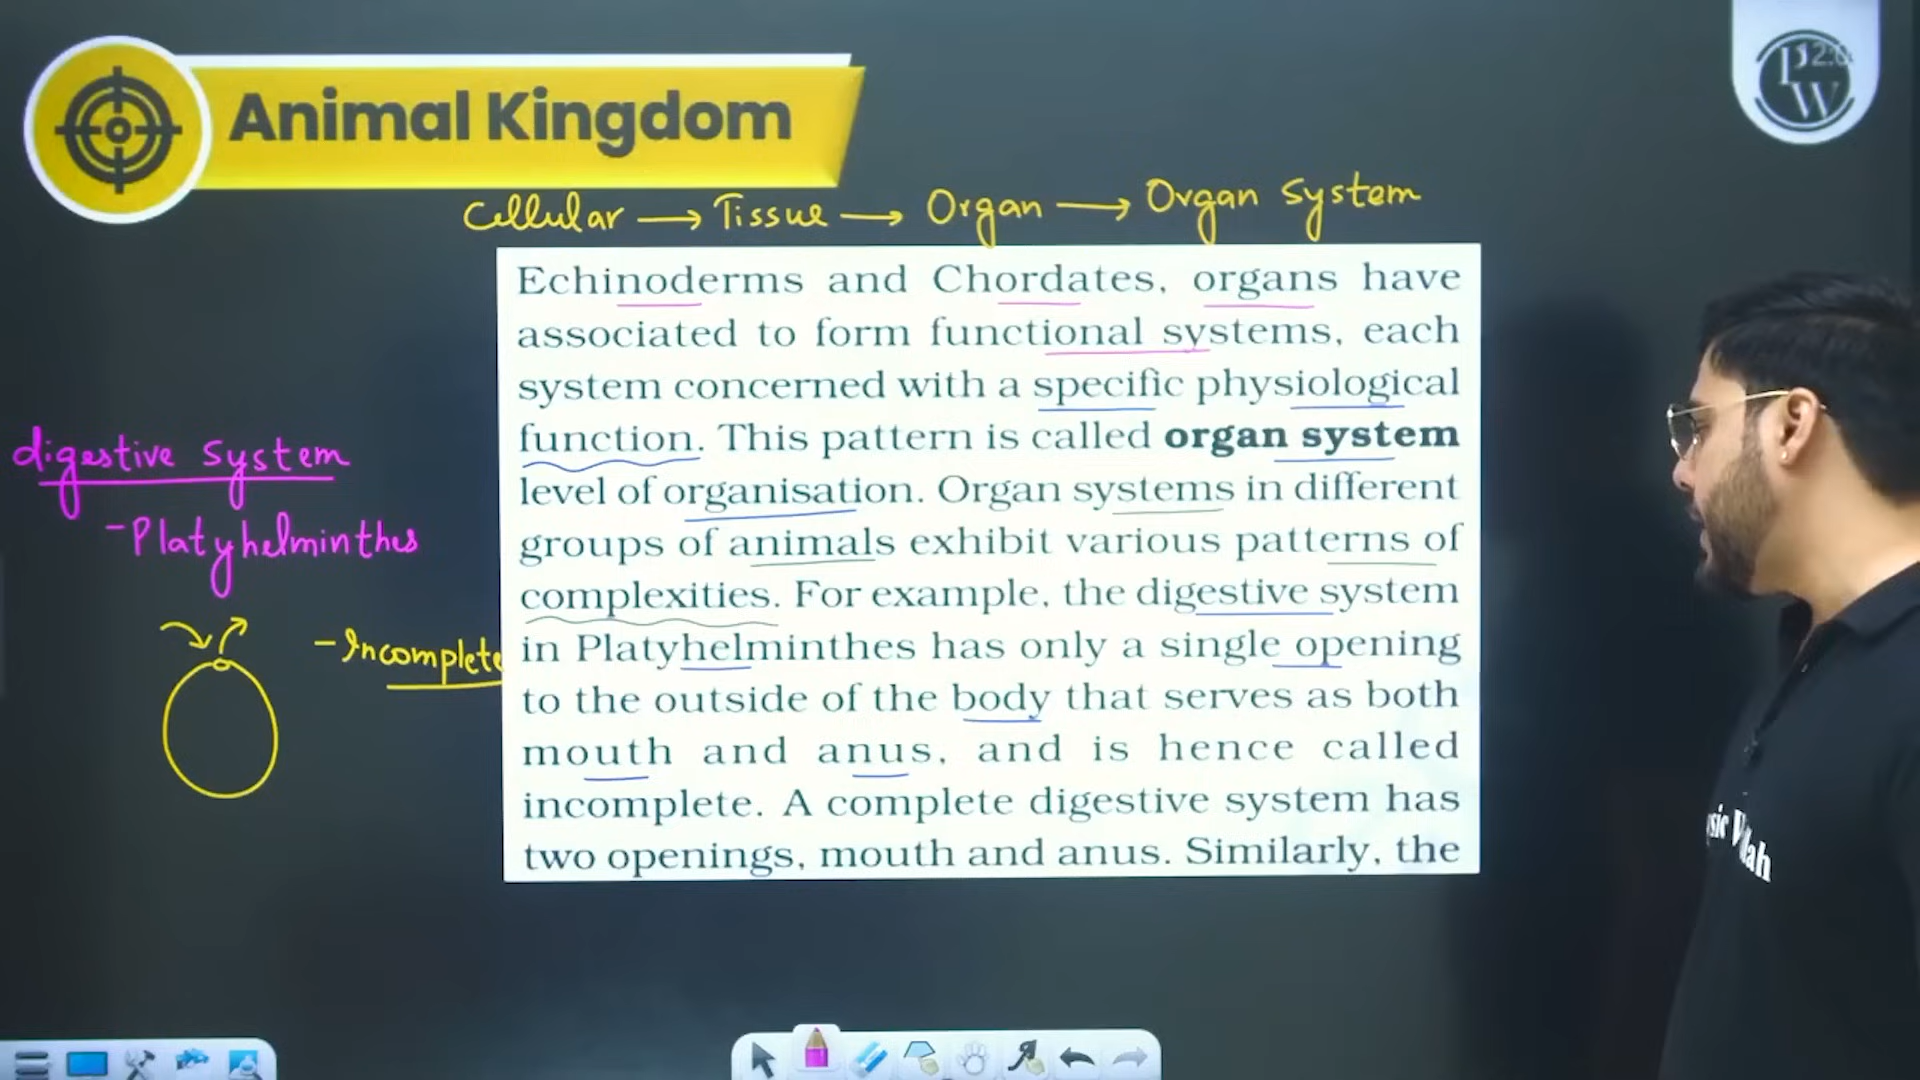 Animal Kingdom
PW 2.0
Cellular → Tissue → Organ → Organ System
Echinoderms and Chordates, organs have
associated to form functional systems, each
system concerned with a specific physiological
function. This pattern is called organ system
level of organisation. Organ systems in different
groups of animals exhibit various patterns of
complexities. For example, the digestive system
in Platyhelminthes has only a single opening
to the outside of the body that serves as both
mouth and anus, and is hence called
incomplete. A complete digestive system has
two openings, mouth and anus. Similarly, the
digestive system
- Platyhelminthes
- Incomplete